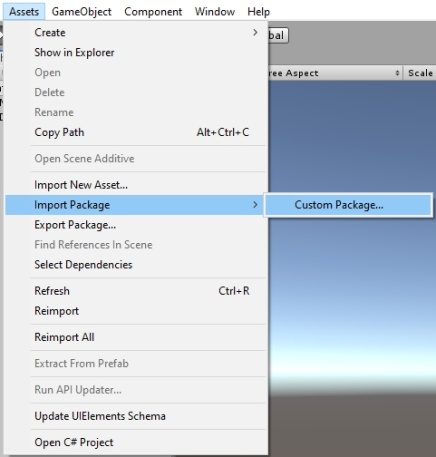 Assets GameObject Component Window Help
Create
Show in Explorer
Open
Delete
Rename
Copy Path Alt+Ctrl+C
Open Scene Additive
Import New Asset...
Import Package Custom Package...
Export Package...
Find References In Scene
Select Dependencies
Refresh Ctrl+R
Reimport
Reimport All
Extract From Prefab
Run API Updater...
Update UIElements Schema
Open C# Project
bal
ree Aspect Scale